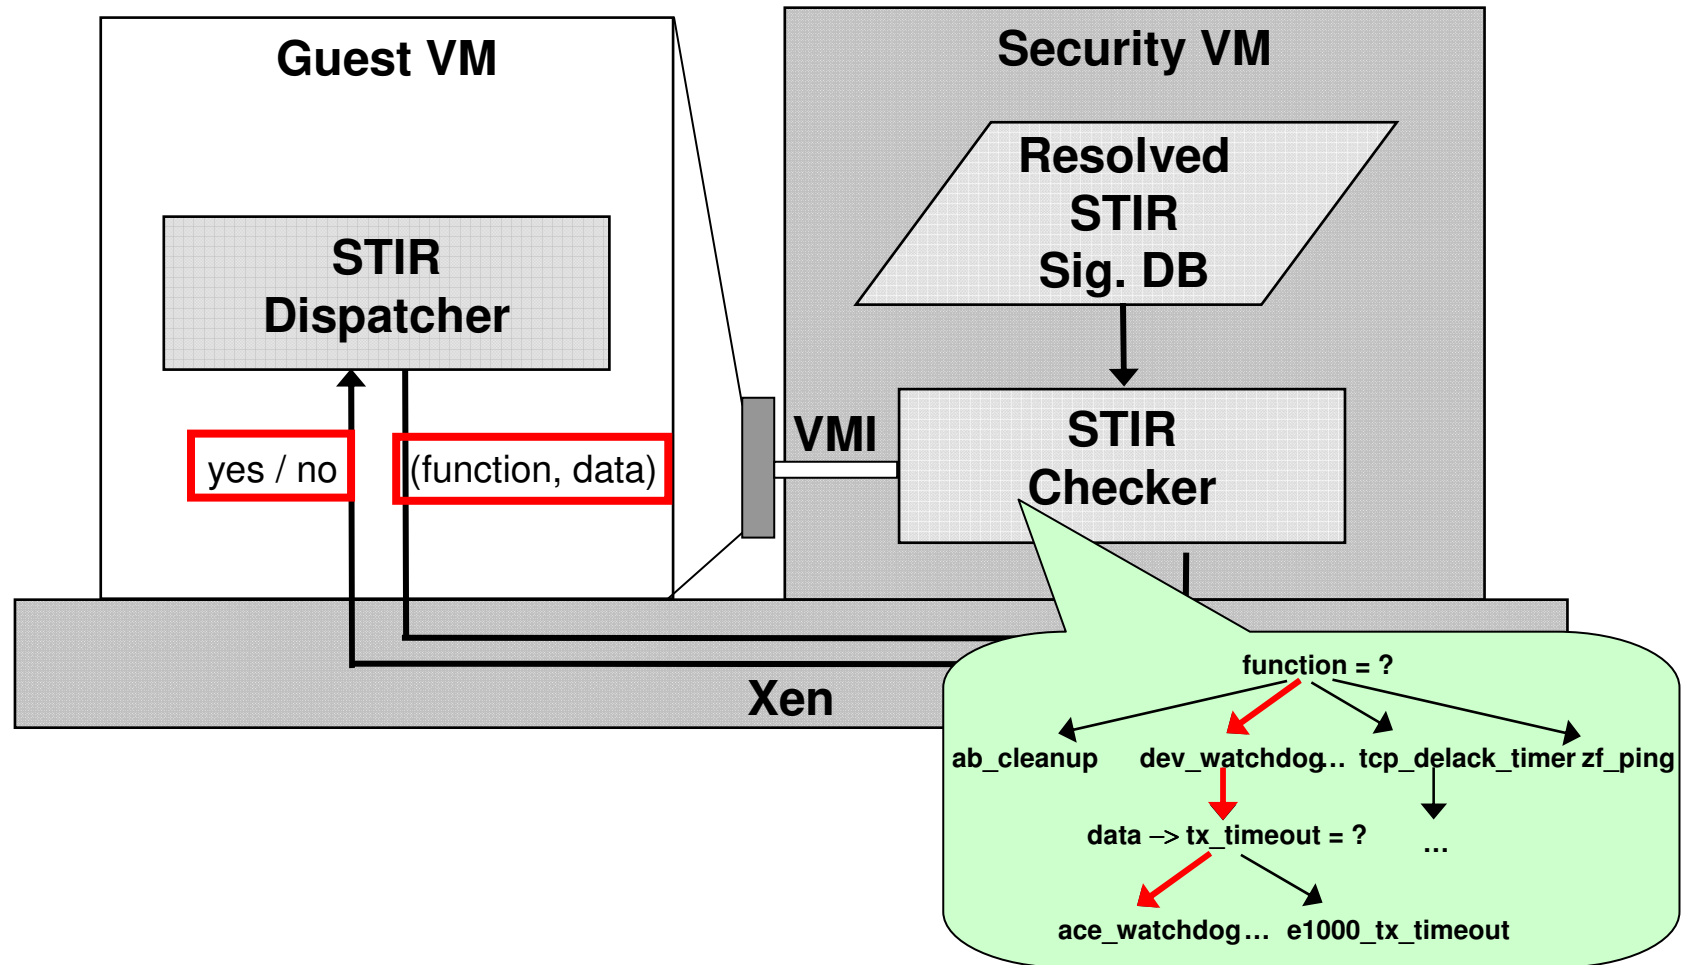 Guest VM
Security VM
Resolved
STIR
Sig. DB
STIR
Dispatcher
VMI
STIR
Checker
yes / no
(function, data)
Xen
function = ?
ab_cleanup dev_watchdog... tcp_delack_timer zf_ping
data –> tx_timeout = ? ...
ace_watchdog... e1000_tx_timeout